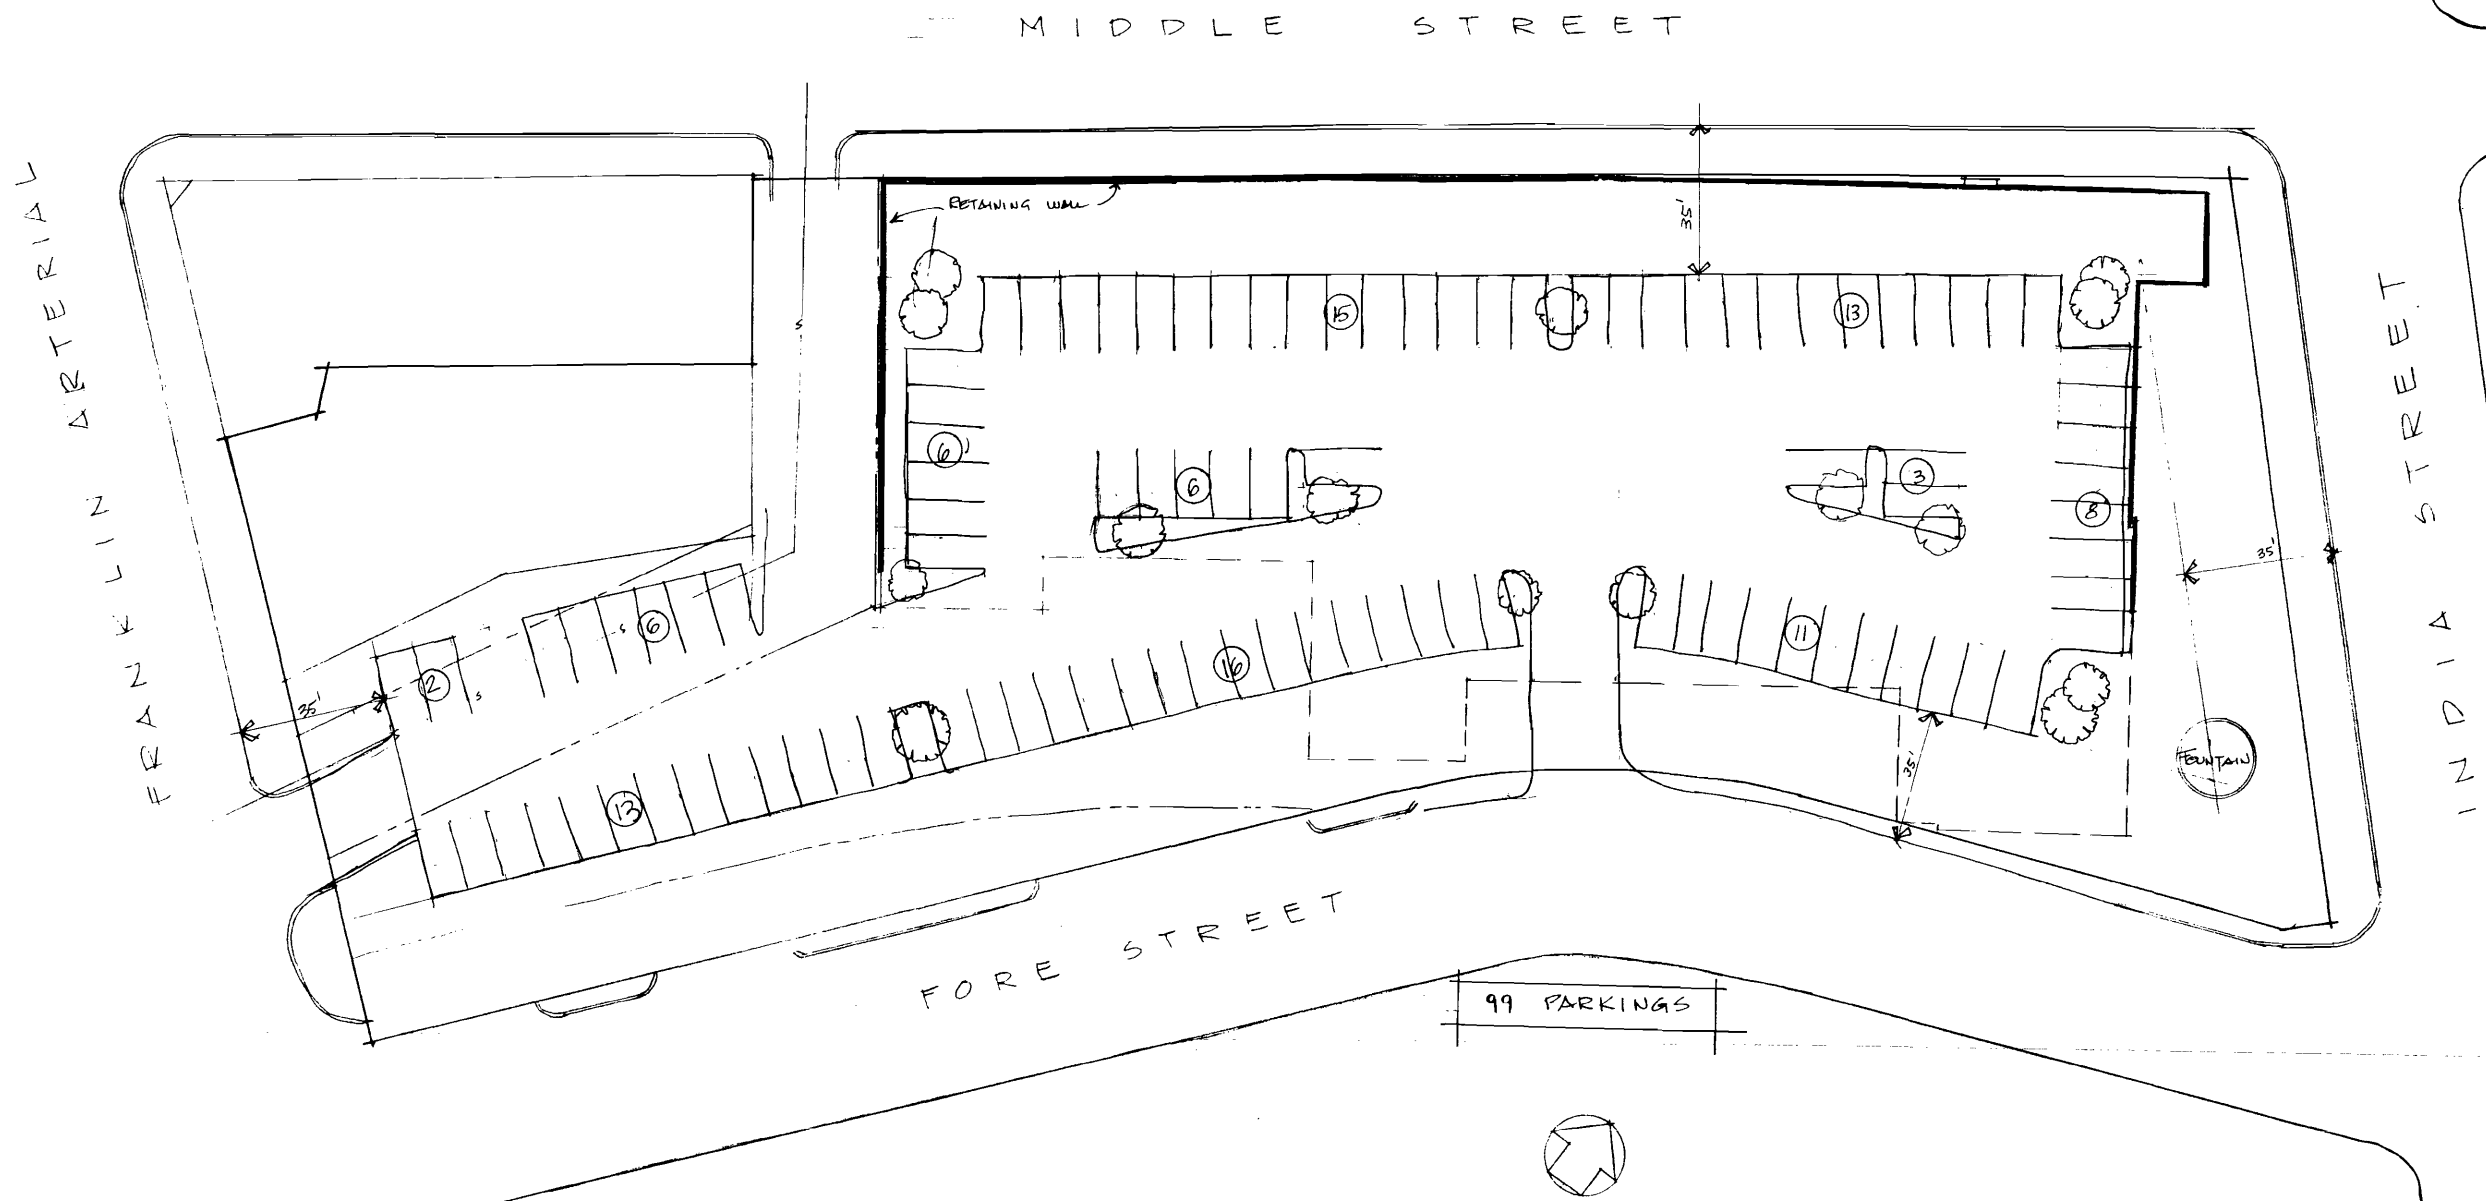 MIDDLE STREET
FRANKLIN ARTERIAL
RETAINING WALL
35'
15
13
6
6
3
8
INDIA STREET
35'
6
2
35'
16
11
13
35'
FOUNTAIN
FORE STREET
99 PARKINGS
S
S
S